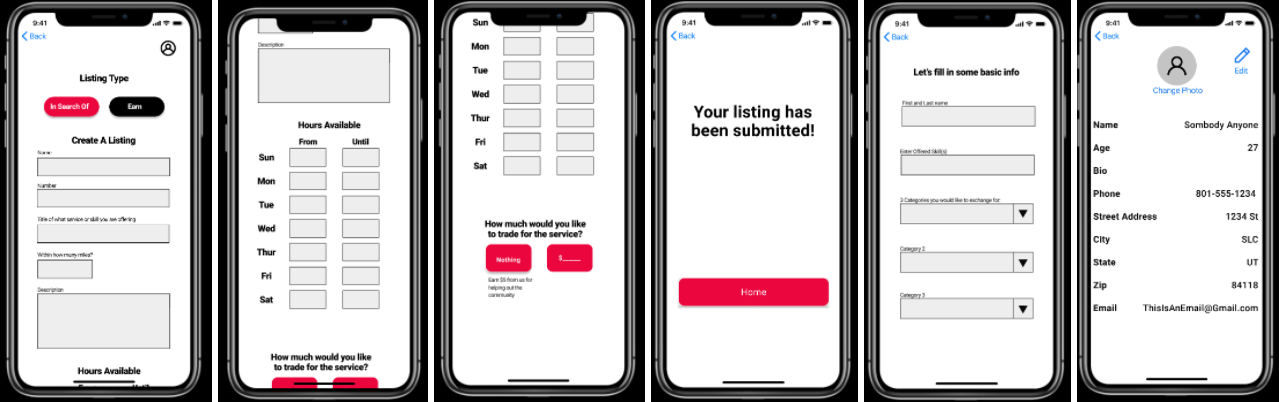 9:41
Back
Listing Type
In Search Of
Earn
Create A Listing
Name
Number
Title of what service or skill you are offering
Within how many miles?
Description
Hours Available
Description
Hours Available
From Until
Sun
Mon
Tue
Wed
Thur
Fri
Sat
How much would you like
to trade for the service?
Sun
Mon
Tue
Wed
Thur
Fri
Sat
How much would you like
to trade for the service?
Nothing
$_____
Earn $5 from us for
helping out the
community
9:41
Back
Your listing has
been submitted!
Home
9:41
Back
Let's fill in some basic info
First and Last name
Enter Offered Skill(s)
3 Categories you would like to exchange for:
Category 2
Category 3
9:41
Back
Edit
Change Photo
Name Sombody Anyone
Age 27
Bio
Phone 801-555-1234
Street Address 1234 St
City SLC
State UT
Zip 84118
Email ThisIsAnEmail@Gmail.com